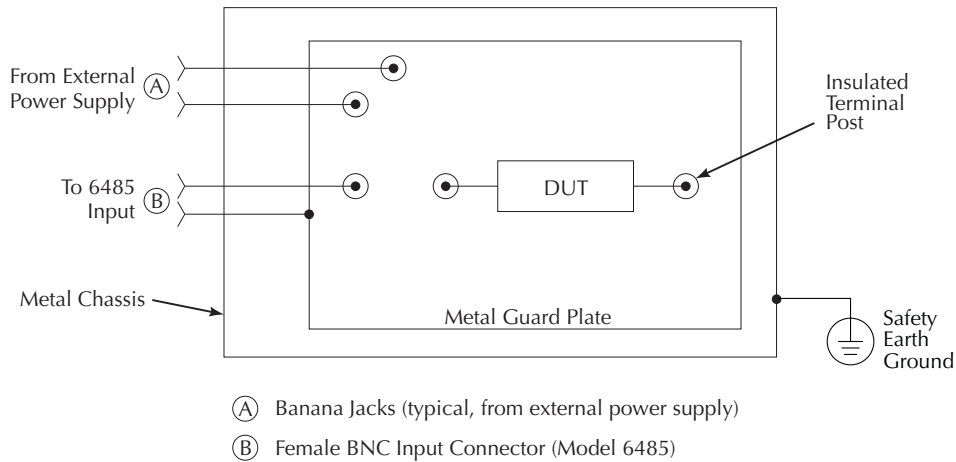 From External
Power Supply
A
Insulated
Terminal
Post
To 6485
Input
B
DUT
Metal Chassis
Metal Guard Plate
Safety
Earth
Ground
A Banana Jacks (typical, from external power supply)
B Female BNC Input Connector (Model 6485)